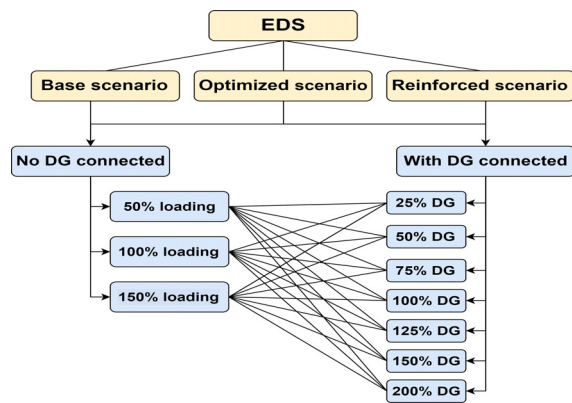 EDS
Base scenario
Optimized scenario
Reinforced scenario
No DG connected
With DG connected
50% loading
100% loading
150% loading
25% DG
50% DG
75% DG
100% DG
125% DG
150% DG
200% DG